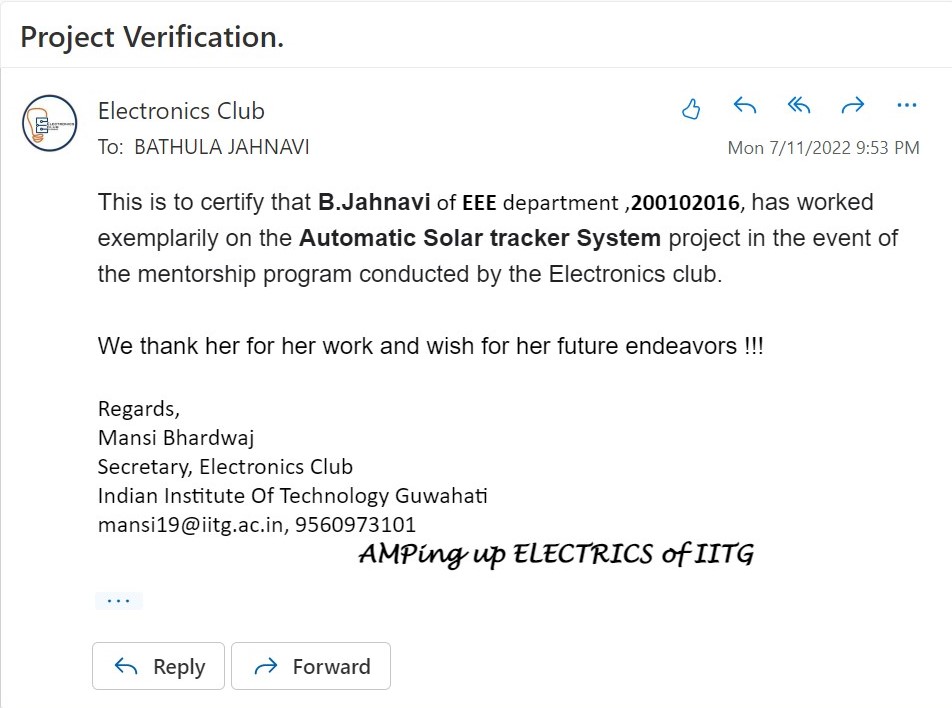 Project Verification.
Electronics Club
To: BATHULA JAHNAVI
Mon 7/11/2022 9:53 PM
This is to certify that B.Jahnavi of EEE department ,200102016, has worked
exemplarily on the Automatic Solar tracker System project in the event of
the mentorship program conducted by the Electronics club.
We thank her for her work and wish for her future endeavors !!!
Regards,
Mansi Bhardwaj
Secretary, Electronics Club
Indian Institute Of Technology Guwahati
mansi19@iitg.ac.in, 9560973101
AMPing up ELECTRICS of IITG
Reply
Forward